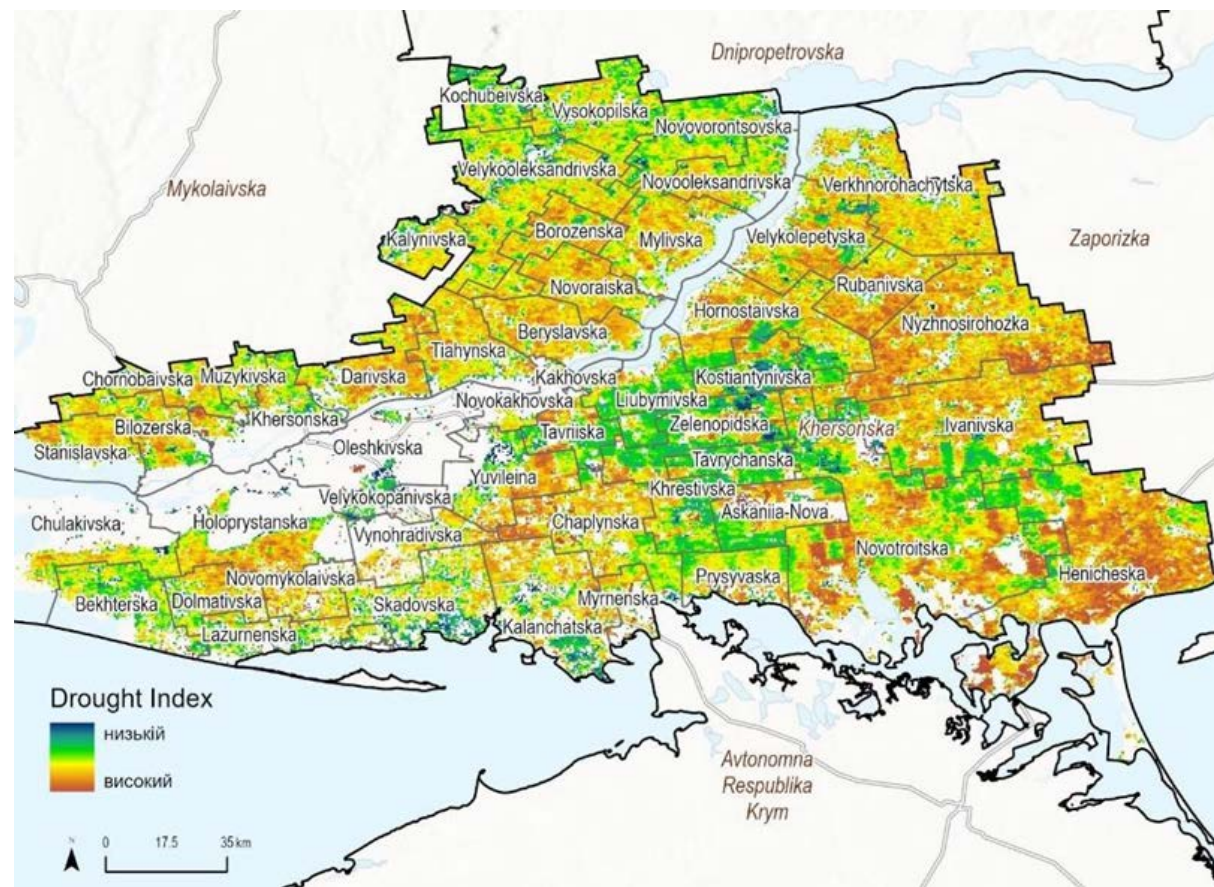 Dnipropetrovska
Kochubeivska
Vysokopilska
Novovorontsovska
Velykooleksandrivska
Novooleksandrivska
Verkhnorohachytska
Mykolaivska
Kalynivska
Borozenska
Mylivska
Velykolepetyska
Zaporizka
Novoraiska
Rubanivska
Hornostaivska
Nyzhnosirohozka
Beryslavska
Tiahynska
Chornobaivska
Muzykivska
Darivska
Kakhovska
Kostiantynivska
Novokakhovska
Liubymivska
Bilozerska
Khersonska
Tavriiska
Zelenopidska
Khersonska
Ivanivska
Stanislavska
Oleshkivska
Tavrychanska
Yuvileina
Khrestivska
Velykokopanivska
Askaniia-Nova
Chulakivska
Holoprystanska
Vynohradivska
Chaplynska
Novotroitska
Novomykolaivska
Prysyvaska
Henicheska
Bekhterska
Dolmativska
Skadovska
Myrnenska
Lazurnenska
Kalanchatska
Drought Index
низькій
високий
Avtonomna
Respublika
Krym
N
0 17.5 35 km